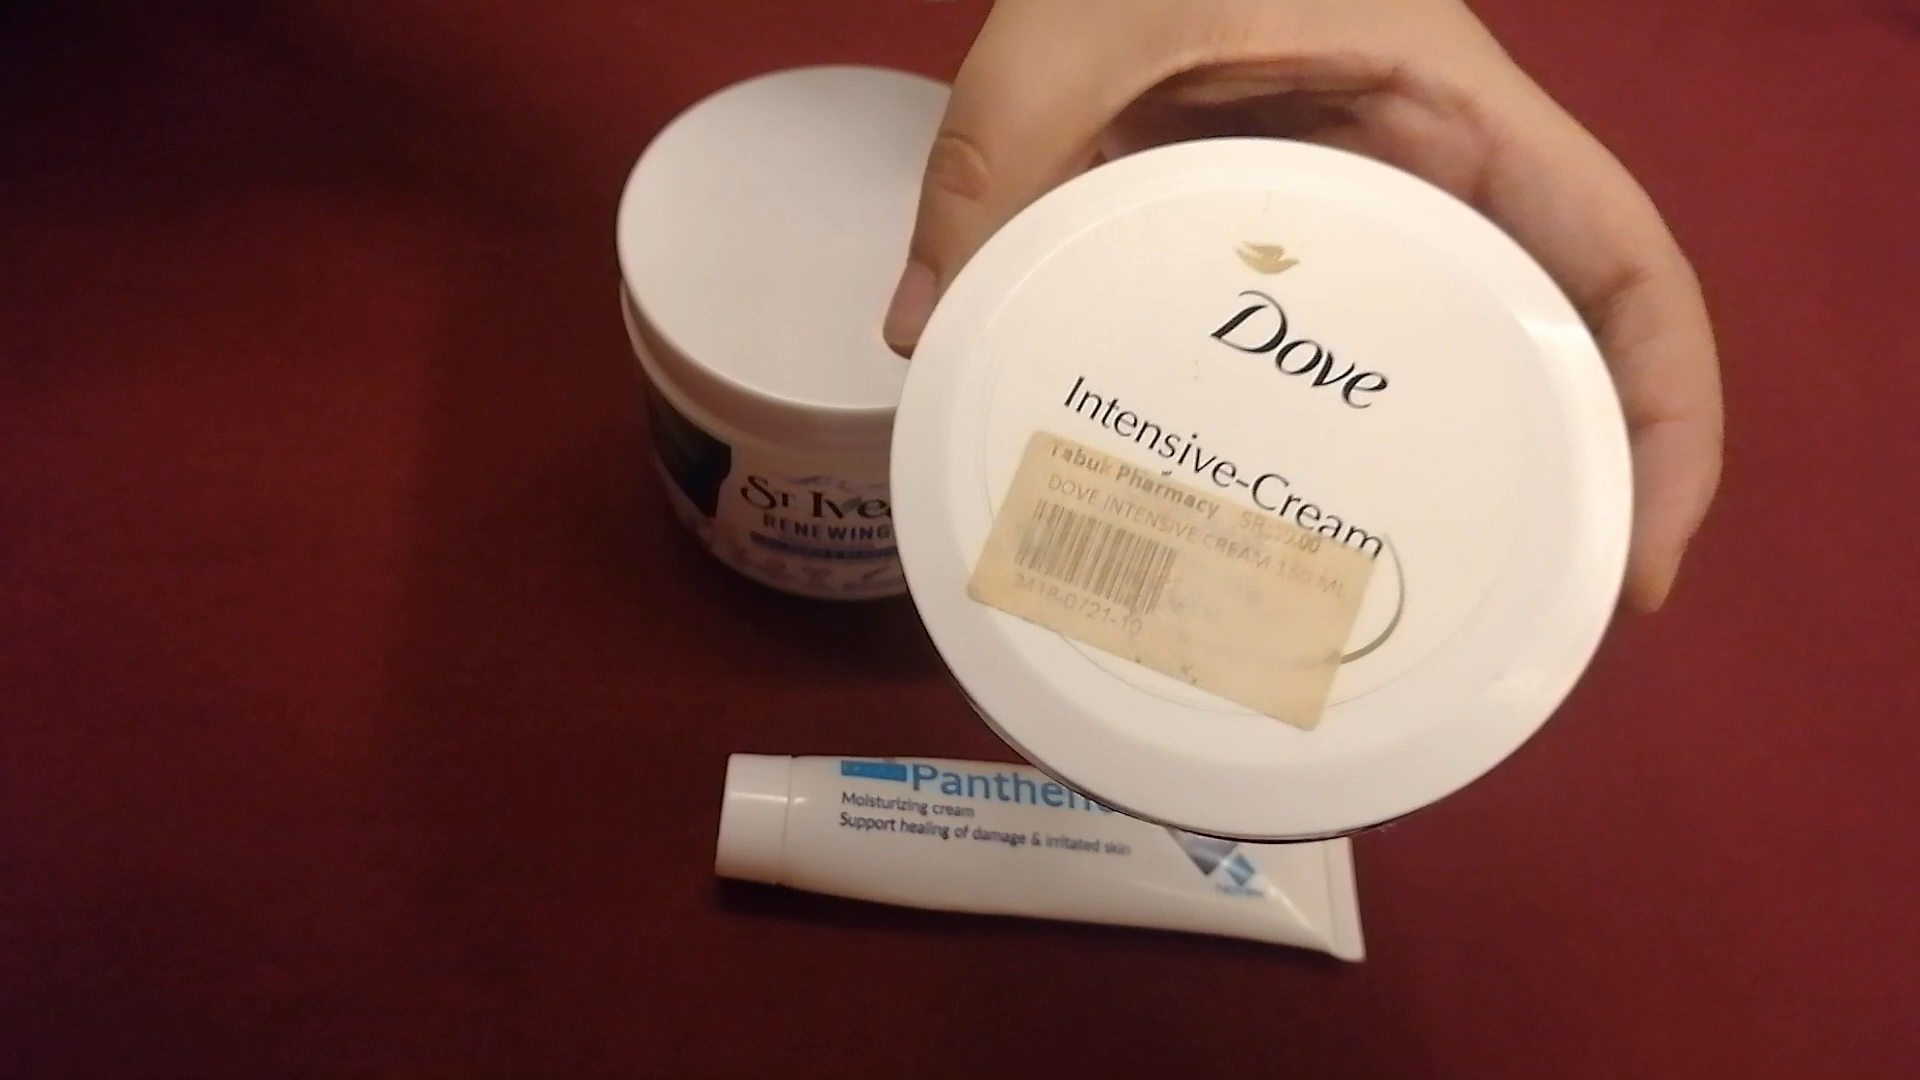 Dove
Intensive-Cream
Tabuk Pharmacy SR
DOVE INTENSIVE CREAM 150 ML
St Ives
RENEWING
Panthen
Moisturizing cream
Support healing of damage & irritated skin